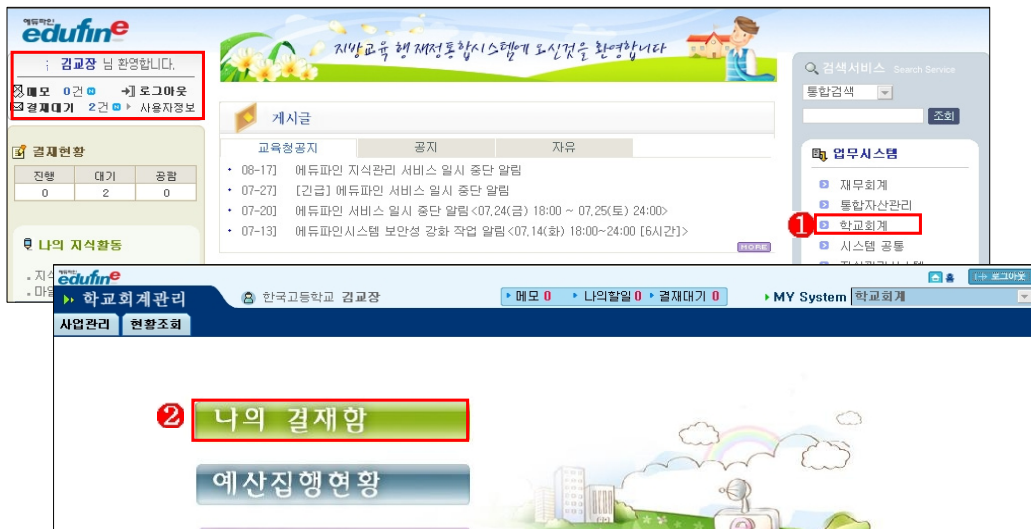 에듀파인
edufine
지방교육 행·재정통합시스템에 오신것을 환영합니다
; 김교장 님 환영합니다.
메모 0건 로그아웃
결재대기 2건 사용자정보
검색서비스 Search Service
통합검색
조회
결재현황
진행 대기 공람
0 2 0
나의 지식활동
게시글
교육청공지 공지 자유
08-17] 에듀파인 지식관리 서비스 일시 중단 알림
07-27] [긴급] 에듀파인 서비스 일시 중단 알림
07-20] 에듀파인 서비스 일시 중단 알림<07,24(금) 18:00 ~ 07,25(토) 24:00>
07-13] 에듀파인시스템 보안성 강화 작업 알림<07,14(화) 18:00~24:00 [6시간]>
MORE
업무시스템
재무회계
통합자산관리
1 학교회계
시스템 공통
에듀파인
edufine
홈 로그아웃
학교회계관리
한국고등학교 김교장
메모 0 나의할일 0 결재대기 0
MY System 학교회계
사업관리 현황조회
2 나의 결재함
예산집행현황